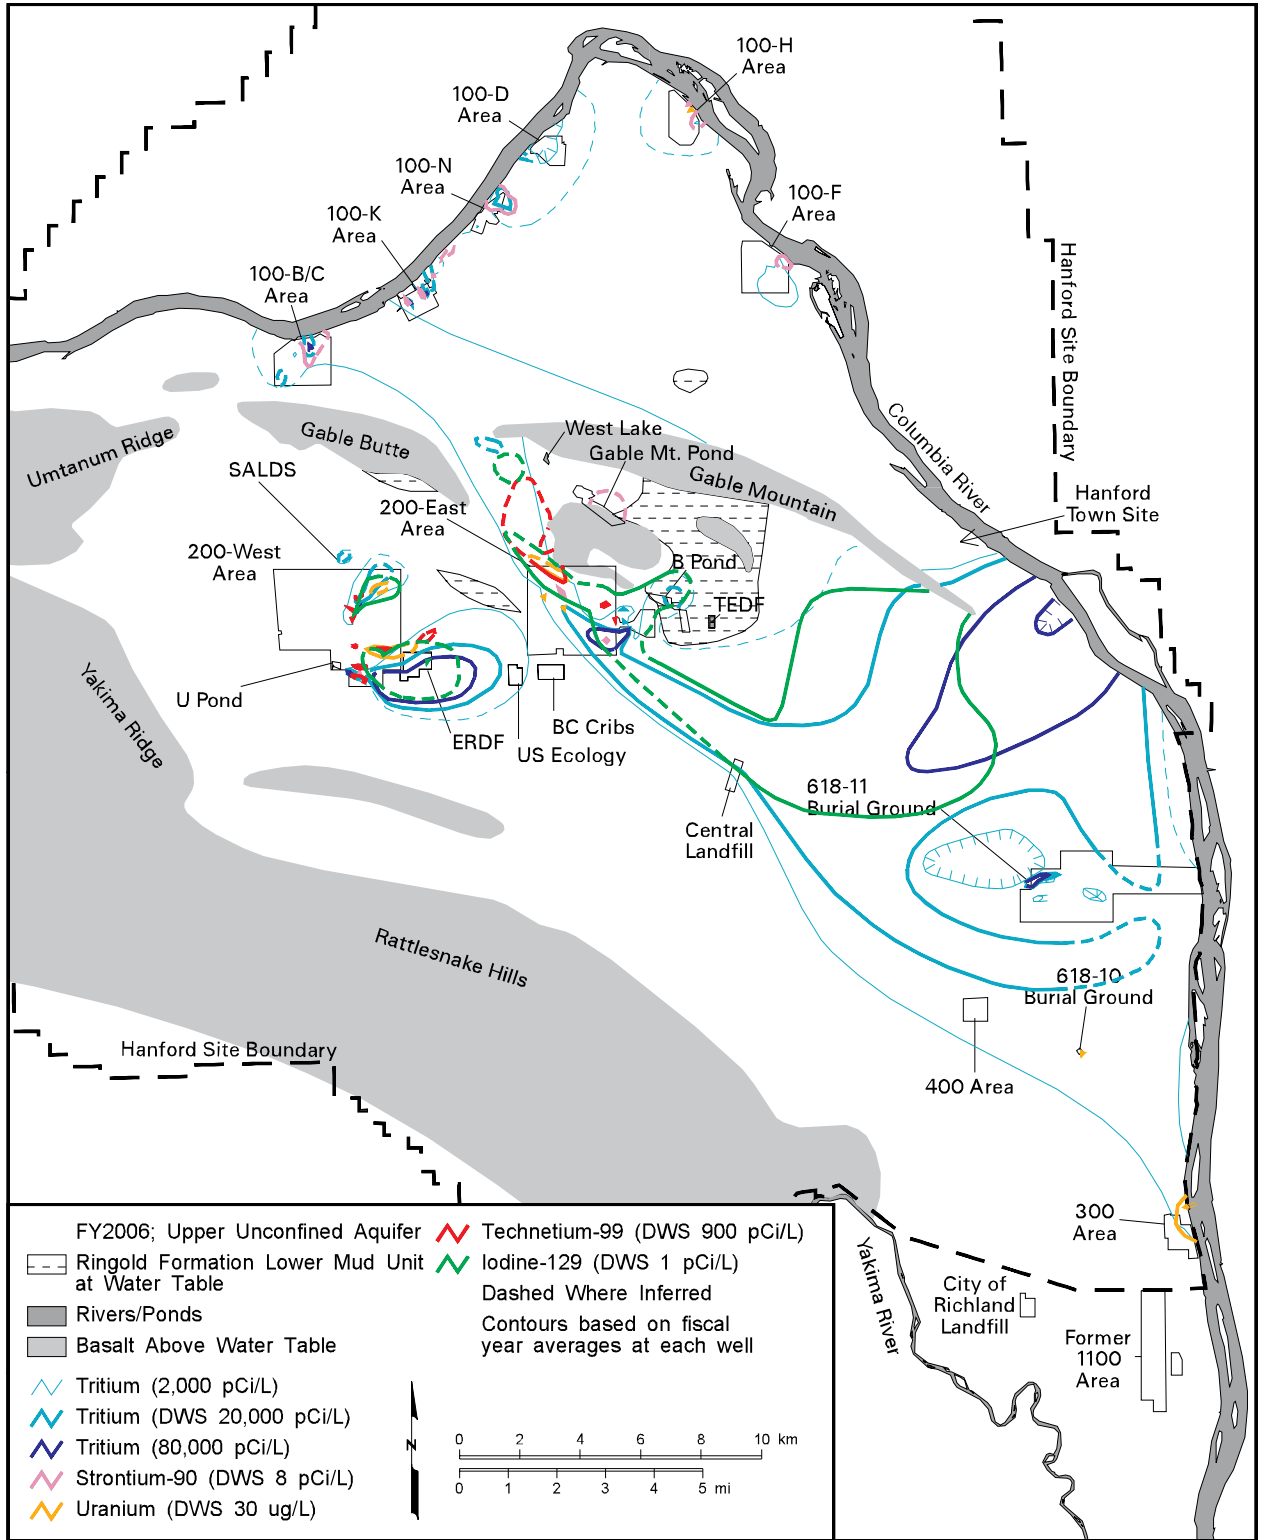 100-H
Area
100-D
Area
100-N
Area
100-F
Area
100-K
Area
100-B/C
Area
Hanford Site Boundary
Columbia River
Umtanum Ridge
Gable Butte
West Lake
Gable Mt. Pond
Gable Mountain
SALDS
200-East
Area
Hanford
Town Site
200-West
Area
B Pond
TEDF
Yakima Ridge
U Pond
ERDF
BC Cribs
US Ecology
618-11
Burial Ground
Central
Landfill
Rattlesnake Hills
618-10
Burial Ground
Hanford Site Boundary
400 Area
300
Area
Yakima River
City of
Richland
Landfill
Former
1100
Area
FY2006; Upper Unconfined Aquifer
Ringold Formation Lower Mud Unit
at Water Table
Rivers/Ponds
Basalt Above Water Table
Tritium (2,000 pCi/L)
Tritium (DWS 20,000 pCi/L)
Tritium (80,000 pCi/L)
Strontium-90 (DWS 8 pCi/L)
Uranium (DWS 30 ug/L)
Technetium-99 (DWS 900 pCi/L)
Iodine-129 (DWS 1 pCi/L)
Dashed Where Inferred
Contours based on fiscal
year averages at each well
N
0 2 4 6 8 10 km
0 1 2 3 4 5 mi